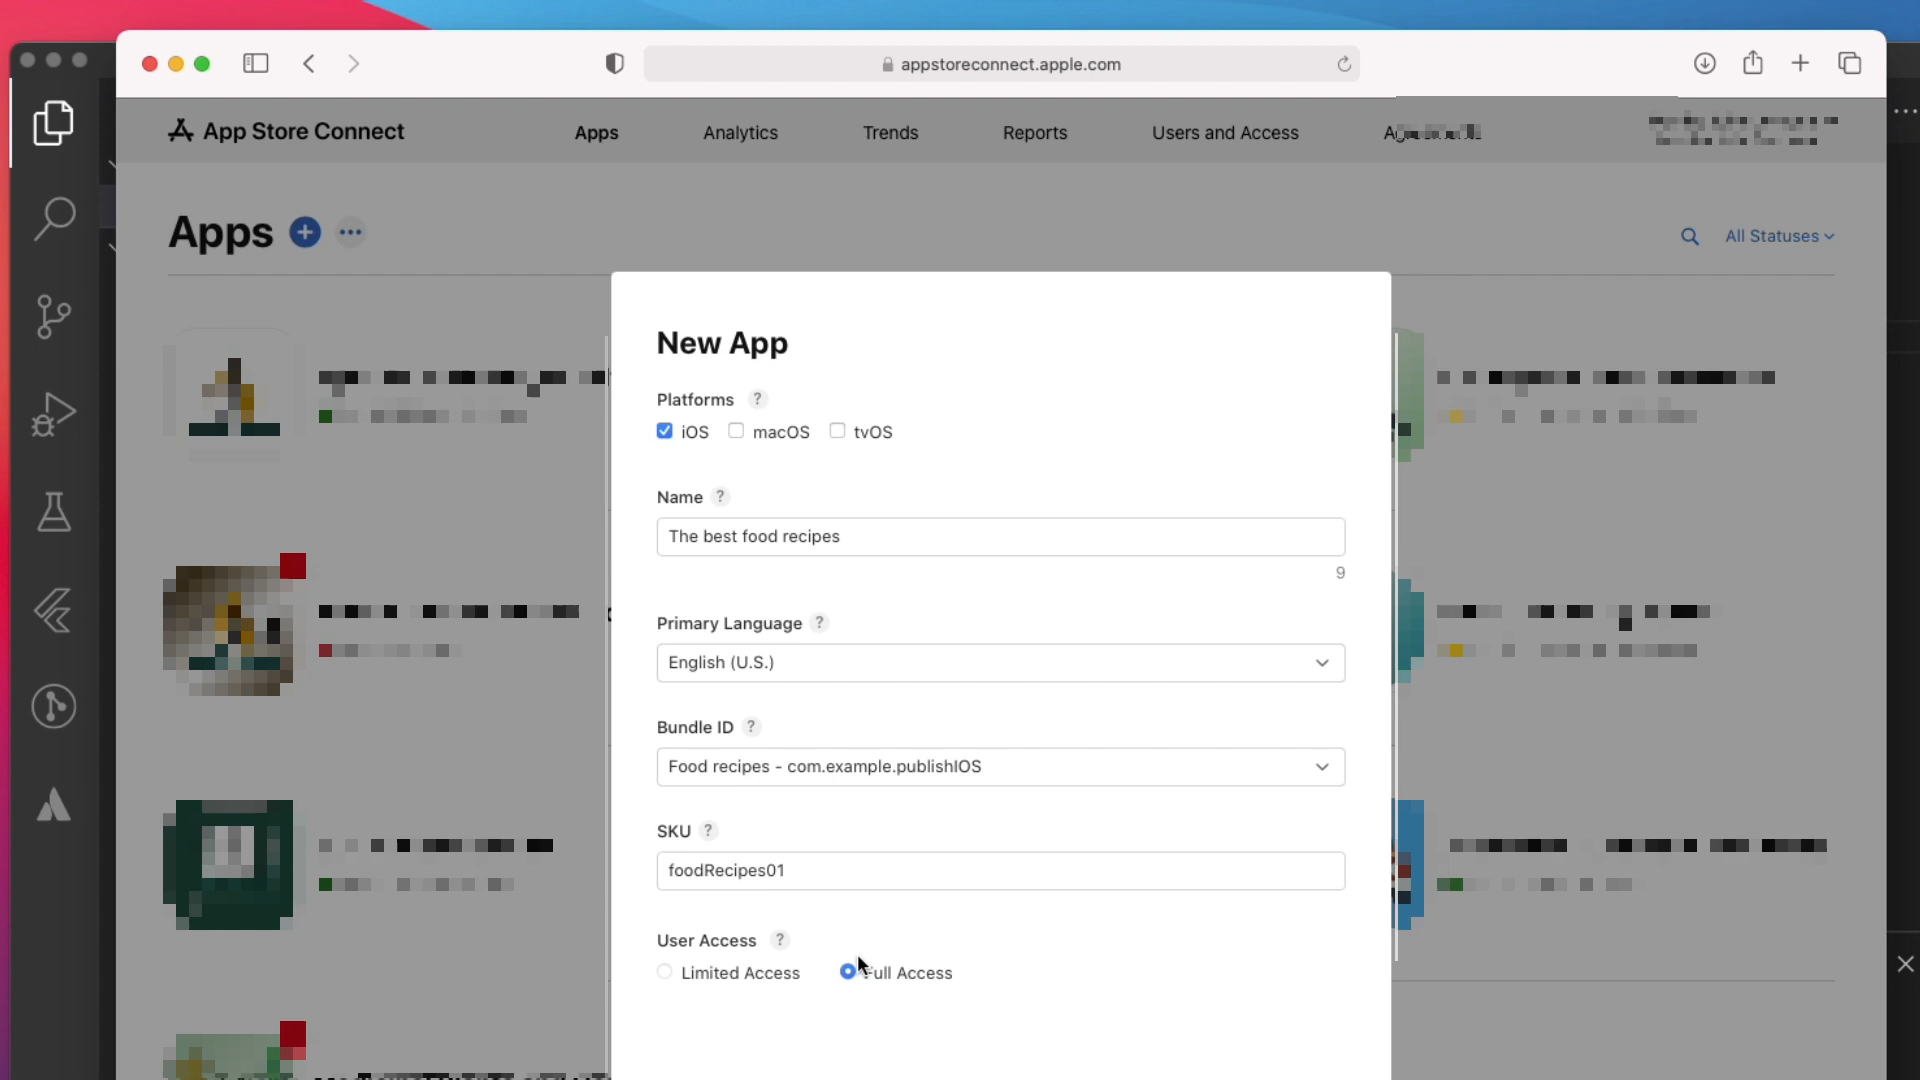 appstoreconnect.apple.com
App Store Connect
Apps
Analytics
Trends
Reports
Users and Access
Apps
All Statuses
New App
Platforms ?
iOS
macOS
tvOS
Name ?
The best food recipes
9
Primary Language ?
English (U.S.)
Bundle ID ?
Food recipes - com.example.publishIOS
SKU ?
foodRecipes01
User Access ?
Limited Access
Full Access